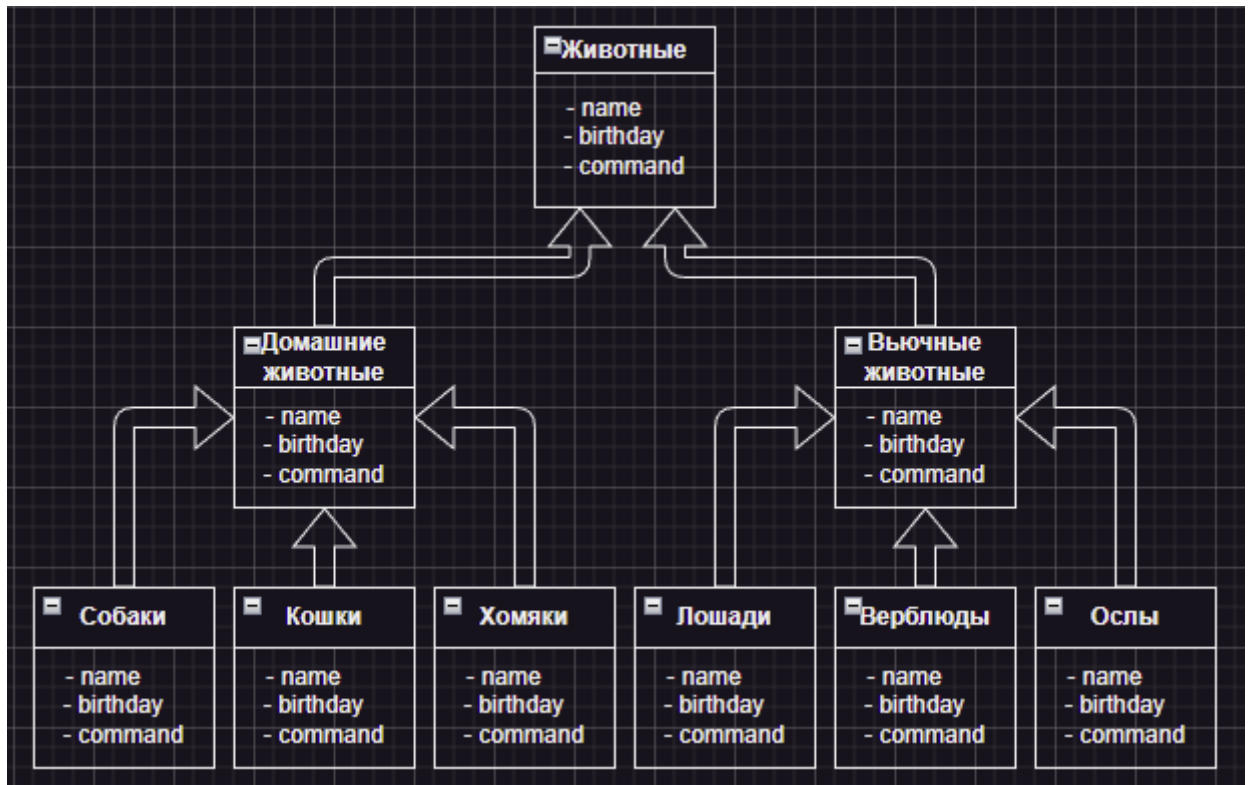 Животные
- name
- birthday
- command
Домашние
животные
- name
- birthday
- command
Вьючные
животные
- name
- birthday
- command
Собаки
- name
- birthday
- command
Кошки
- name
- birthday
- command
Хомяки
- name
- birthday
- command
Лошади
- name
- birthday
- command
Верблюды
- name
- birthday
- command
Ослы
- name
- birthday
- command